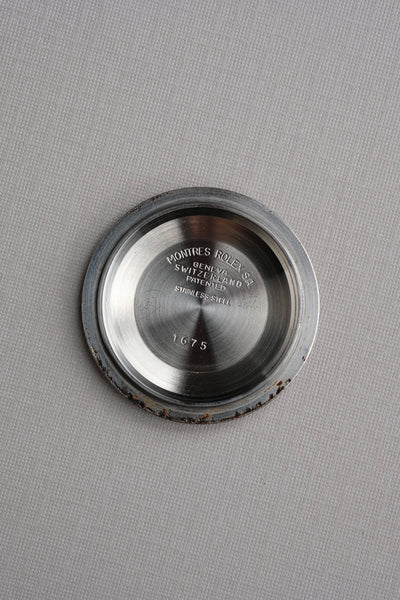 MONTRES ROLEX S.A.
GENEVA
SWITZERLAND
PATENTED
STAINLESS STEEL
1675